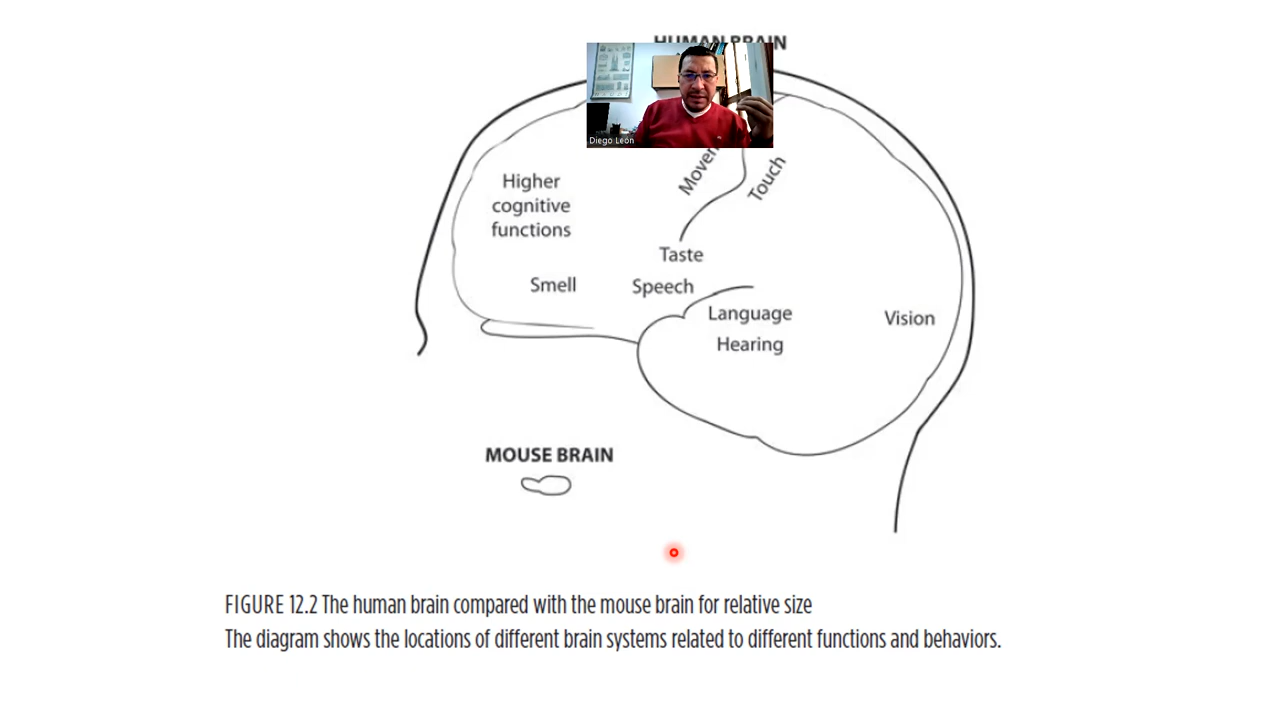 HUMAN BRAIN
Diego León
Touch
Higher
cognitive
functions
Taste
Smell
Speech
Language
Vision
Hearing
MOUSE BRAIN
FIGURE 12.2 The human brain compared with the mouse brain for relative size
The diagram shows the locations of different brain systems related to different functions and behaviors.